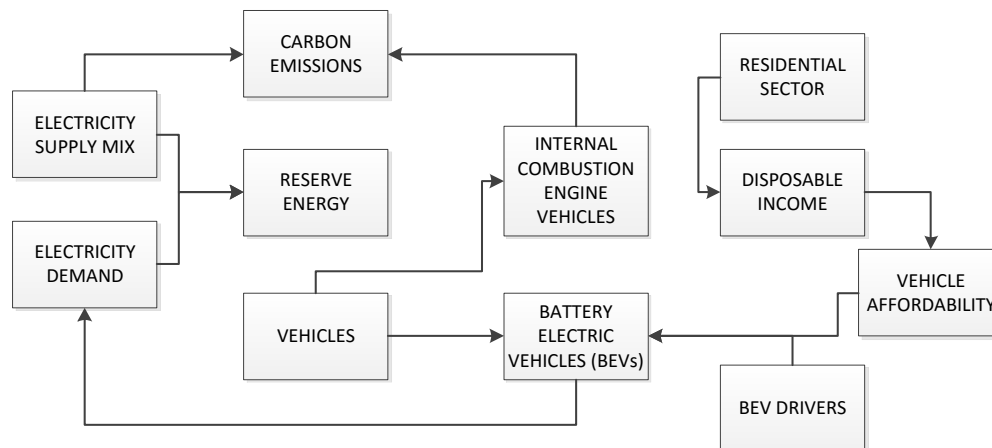 CARBON
EMISSIONS
RESIDENTIAL
SECTOR
ELECTRICITY
SUPPLY MIX
INTERNAL
COMBUSTION
ENGINE
VEHICLES
RESERVE
ENERGY
DISPOSABLE
INCOME
ELECTRICITY
DEMAND
VEHICLE
AFFORDABILITY
VEHICLES
BATTERY
ELECTRIC
VEHICLES (BEVs)
BEV DRIVERS